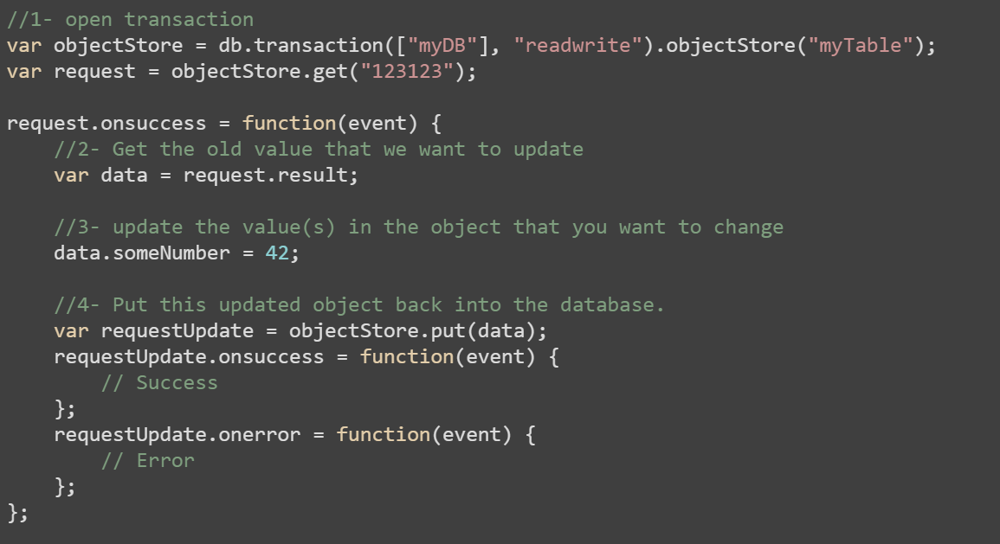 //1- open transaction
var objectStore = db.transaction(["myDB"], "readwrite").objectStore("myTable");
var request = objectStore.get("123123");

request.onsuccess = function(event) {
    //2- Get the old value that we want to update
    var data = request.result;

    //3- update the value(s) in the object that you want to change
    data.someNumber = 42;

    //4- Put this updated object back into the database.
    var requestUpdate = objectStore.put(data);
    requestUpdate.onsuccess = function(event) {
        // Success
    };
    requestUpdate.onerror = function(event) {
        // Error
    };
};